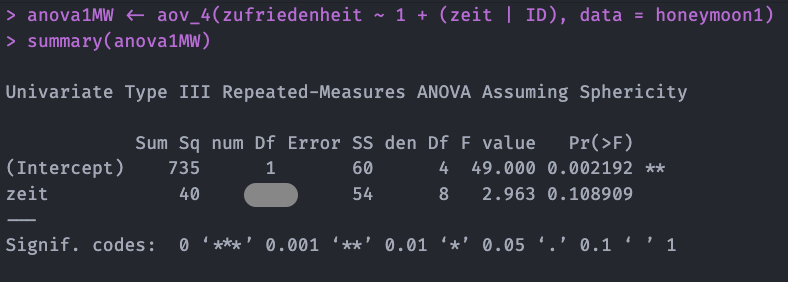 > anova1MW <- aov_4(zufriedenheit ~ 1 + (zeit | ID), data = honeymoon1)
> summary(anova1MW)
Univariate Type III Repeated-Measures ANOVA Assuming Sphericity
Sum Sq num Df Error SS den Df F value Pr(>F)
(Intercept) 735 1 60 4 49.000 0.002192 **
zeit 40 54 8 2.963 0.108909
---
Signif. codes: 0 ‘***’ 0.001 ‘**’ 0.01 ‘*’ 0.05 ‘.’ 0.1 ‘ ’ 1